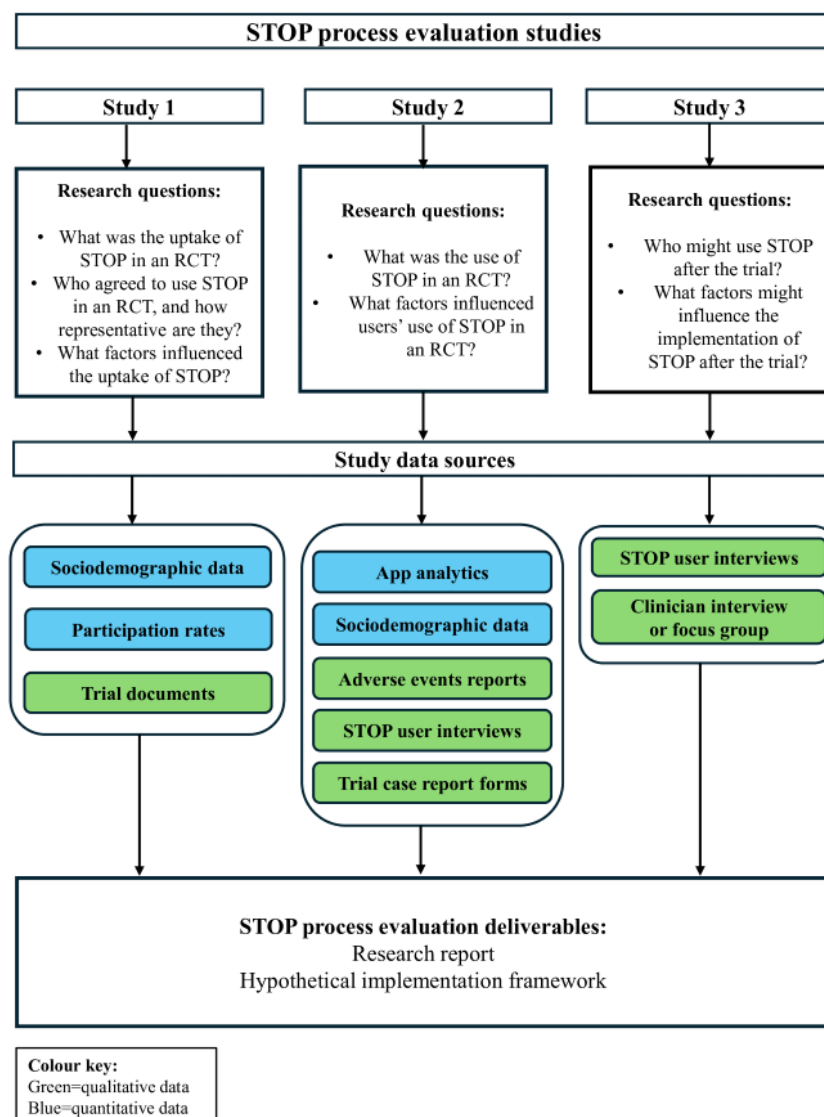 STOP process evaluation studies
Study 1
Study 2
Study 3
Research questions:
• What was the uptake of
STOP in an RCT?
• Who agreed to use STOP
in an RCT, and how
representative are they?
• What factors influenced
the uptake of STOP?
Research questions:
• What was the use of
STOP in an RCT?
• What factors influenced
users’ use of STOP in
an RCT?
Research questions:
• Who might use STOP
after the trial?
• What factors might
influence the
implementation of
STOP after the trial?
Study data sources
Sociodemographic data
Participation rates
Trial documents
App analytics
Sociodemographic data
Adverse events reports
STOP user interviews
Trial case report forms
STOP user interviews
Clinician interview
or focus group
STOP process evaluation deliverables:
Research report
Hypothetical implementation framework
Colour key:
Green=qualitative data
Blue=quantitative data